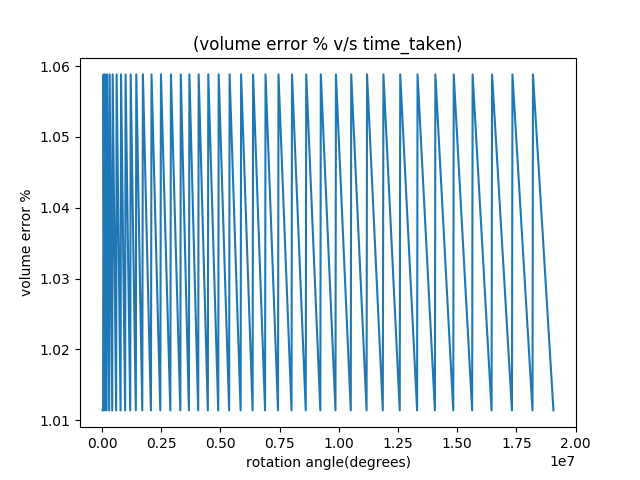 (volume error % v/s time_taken)
1.06
1.05
1.04
1.03
1.02
1.01
volume error %
0.00 0.25 0.50 0.75 1.00 1.25 1.50 1.75 2.00
1e7
rotation angle(degrees)